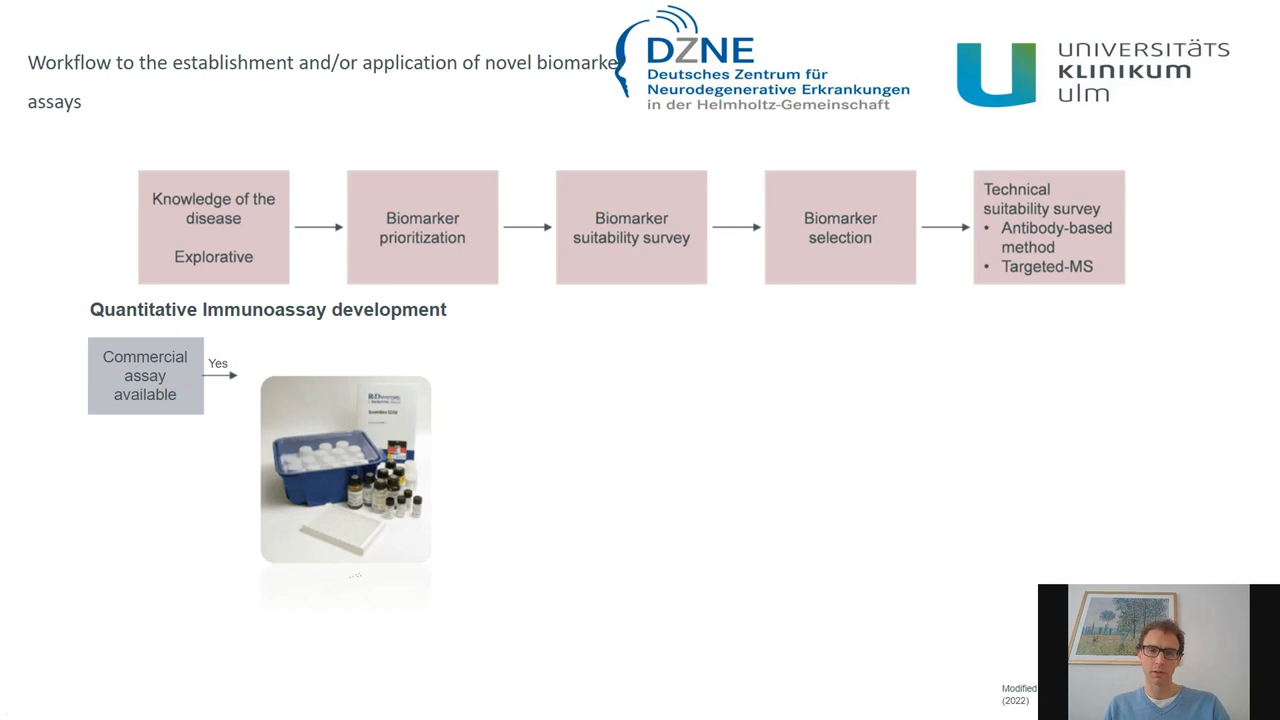 Workflow to the establishment and/or application of novel biomarke
assays
DZNE
Deutsches Zentrum für
Neurodegenerative Erkrankungen
in der Helmholtz-Gemeinschaft
UNIVERSITÄTS
KLINIKUM
ulm
Knowledge of the
disease
Explorative
Biomarker
prioritization
Biomarker
suitability survey
Biomarker
selection
Technical
suitability survey
• Antibody-based
method
• Targeted-MS
Quantitative Immunoassay development
Commercial
assay
available
Yes
Modified
(2022)